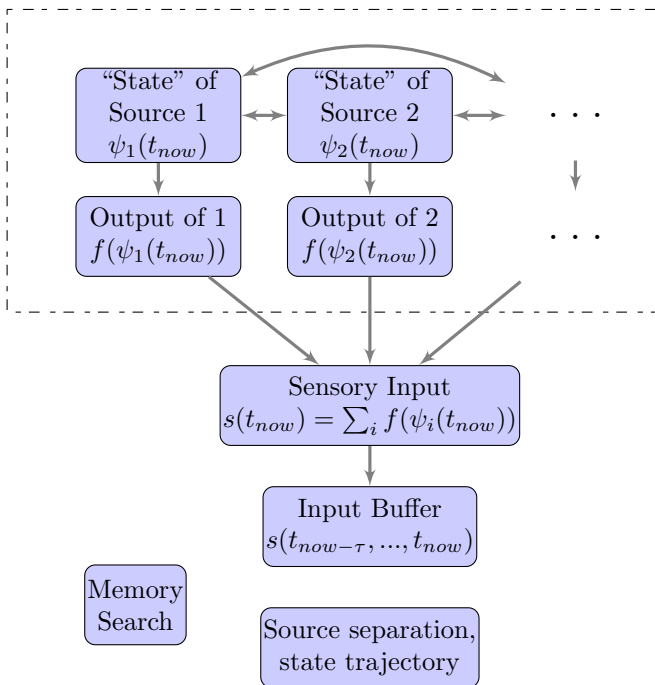 “State” of
Source 1
ψ₁(tₙₒw)
“State” of
Source 2
ψ₂(tₙₒw)
. . .
Output of 1
f(ψ₁(tₙₒw))
Output of 2
f(ψ₂(tₙₒw))
. . .
Sensory Input
s(tₙₒw) = ∑ᵢ f(ψᵢ(tₙₒw))
Input Buffer
s(tₙₒw₋τ, ..., tₙₒw)
Memory
Search
Source separation,
state trajectory